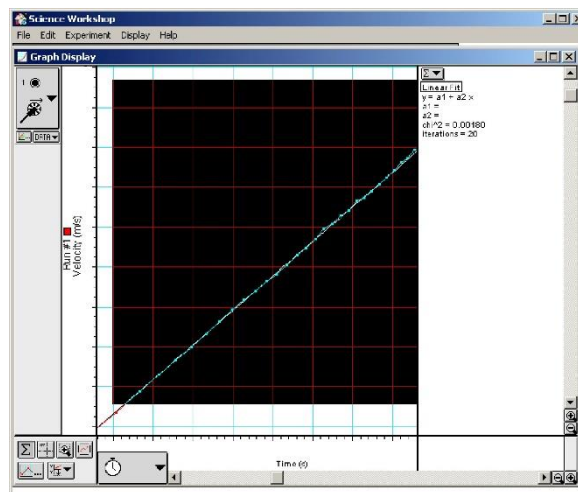 Science Workshop
File Edit Experiment Display Help
Graph Display
1
DATA
Σ
Linear Fit
y = a1 + a2 x
a1 =
a2 =
chi^2 = 0.00180
iterations = 20
Run #1
Velocity (m/s)
Σ
Time (s)